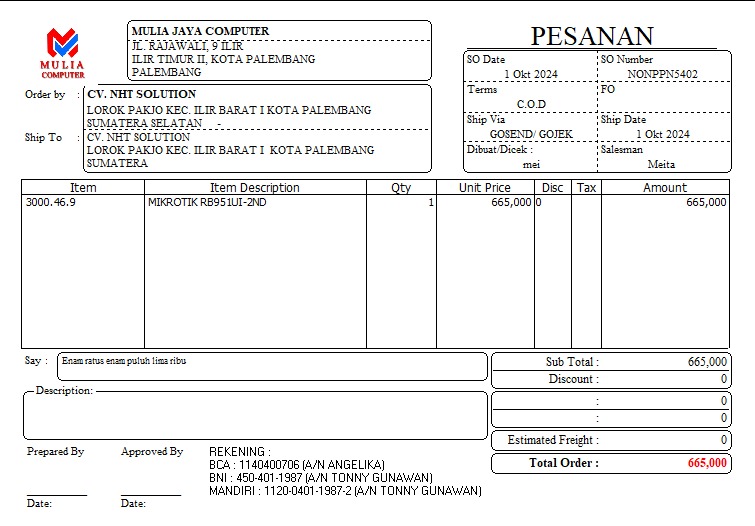 MULIA
COMPUTER
MULIA JAYA COMPUTER
JL. RAJAWALI, 9 ILIR
ILIR TIMUR II, KOTA PALEMBANG
PALEMBANG
PESANAN
SO Date
1 Okt 2024
SO Number
NONPPN5402
Terms
C.O.D
FO
Ship Via
GOSEND/ GOJEK
Ship Date
1 Okt 2024
Dibuat/Dicek :
mei
Salesman
Meita
Order by :
CV. NHT SOLUTION
LOROK PAKJO KEC. ILIR BARAT I KOTA PALEMBANG
SUMATERA SELATAN -
Ship To :
CV. NHT SOLUTION
LOROK PAKJO KEC. ILIR BARAT I KOTA PALEMBANG
SUMATERA
Item Item Description Qty Unit Price Disc Tax Amount
3000.46.9 MIKROTIK RB951UI-2ND 1 665,000 0 665,000
Say : Enam ratus enam puluh lima ribu
Sub Total : 665,000
Discount : 0
: 0
: 0
Estimated Freight : 0
Total Order : 665,000
Description:
Prepared By
Approved By
REKENING :
BCA : 1140400706 (A/N ANGELIKA)
BNI : 450-401-1987 (A/N TONNY GUNAWAN)
MANDIRI : 1120-0401-1987-2 (A/N TONNY GUNAWAN)
Date:
Date: